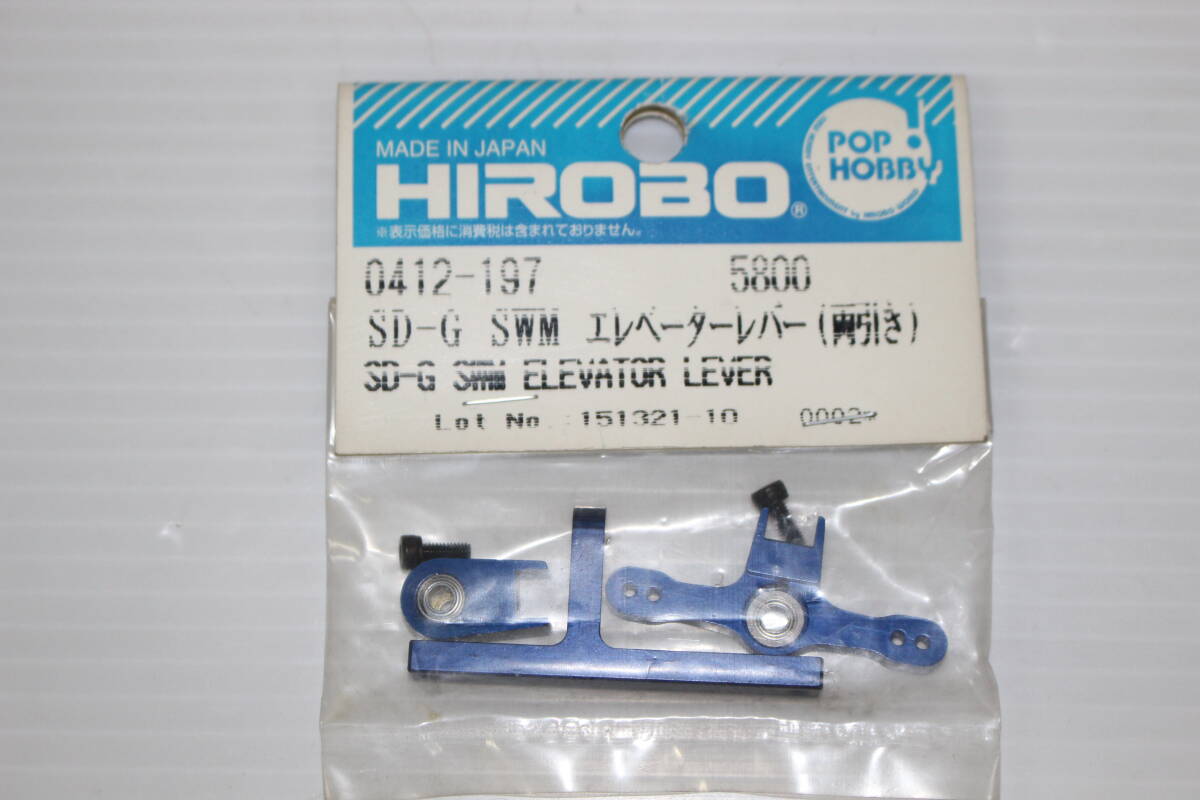 MADE IN JAPAN
HIROBO®
POP
HOBBY
※表示価格に消費税は含まれておりません。
0412-197 5800
SD-G SWM エレベーターレバー(両引き)
SD-G SWM ELEVATOR LEVER
Lot No. :151321-10